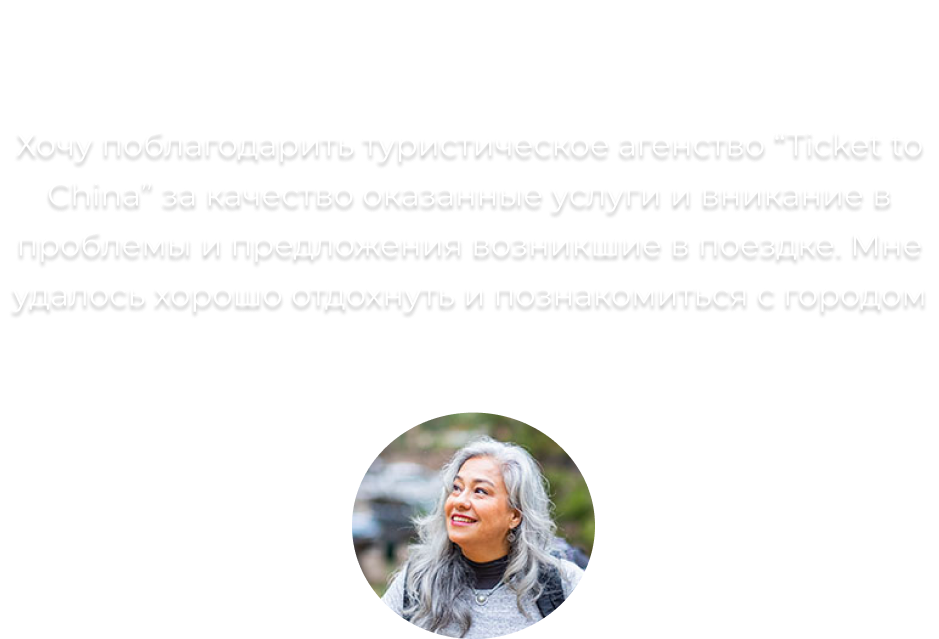 Хочу поблагодарить туристическое агенство “Ticket to
China” за качество оказанные услуги и вникание в
проблемы и предложения возникшие в поездке. Мне
удалось хорошо отдохнуть и познакомиться с городом